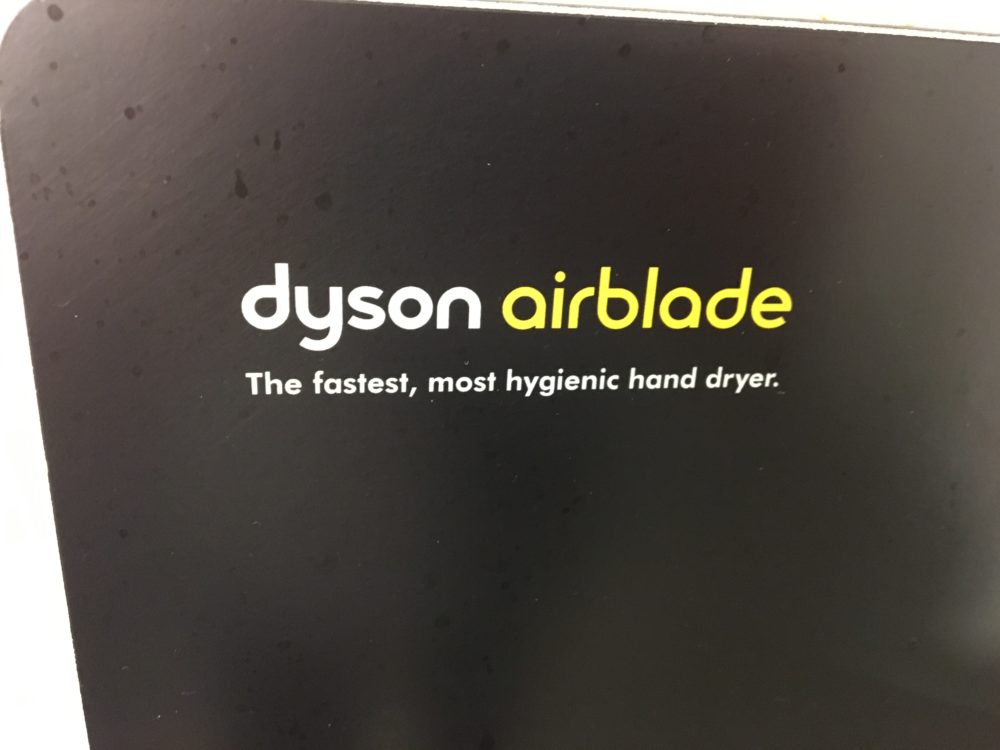 dyson airblade
The fastest, most hygienic hand dryer.